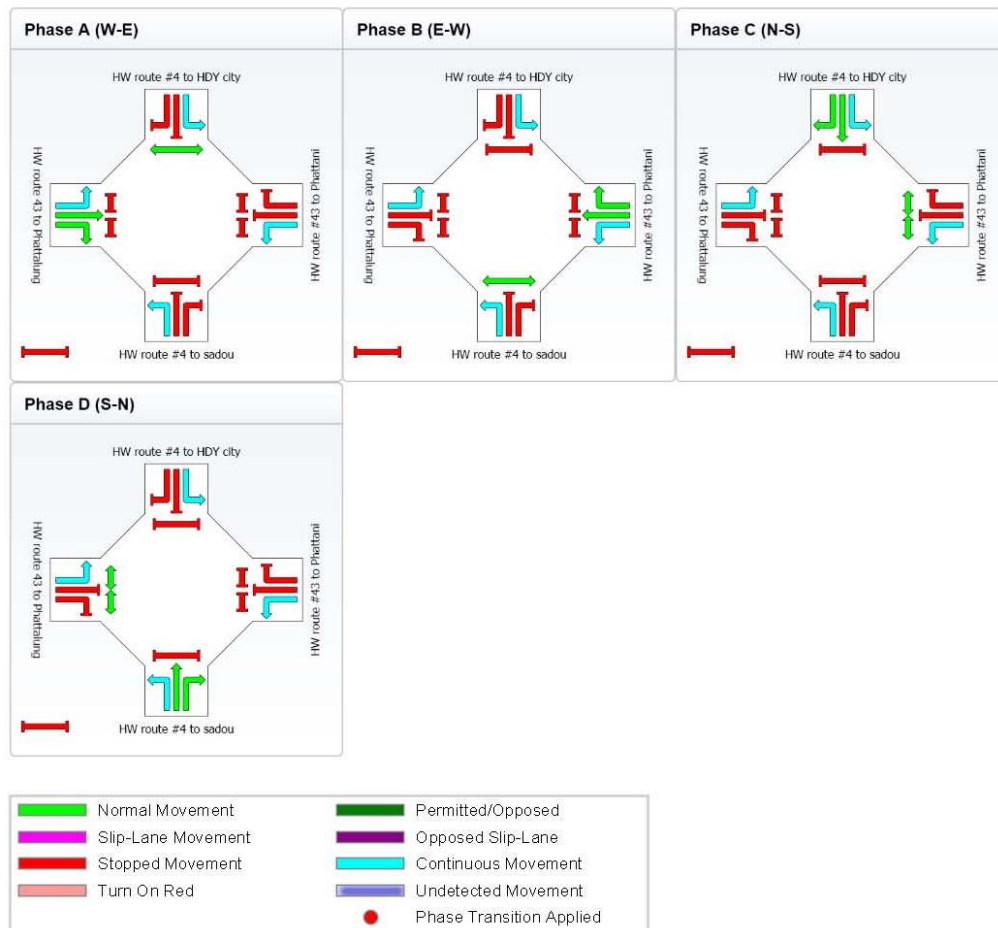 Phase A (W-E)
HW route #4 to HDY city
HW route 43 to Phattalung
HW route #43 to Phattani
HW route #4 to sadou
Phase B (E-W)
HW route #4 to HDY city
HW route 43 to Phattalung
HW route #43 to Phattani
HW route #4 to sadou
Phase C (N-S)
HW route #4 to HDY city
HW route 43 to Phattalung
HW route #43 to Phattani
HW route #4 to sadou
Phase D (S-N)
HW route #4 to HDY city
HW route 43 to Phattalung
HW route #43 to Phattani
HW route #4 to sadou
Normal Movement
Slip-Lane Movement
Stopped Movement
Turn On Red
Permitted/Opposed
Opposed Slip-Lane
Continuous Movement
Undetected Movement
Phase Transition Applied